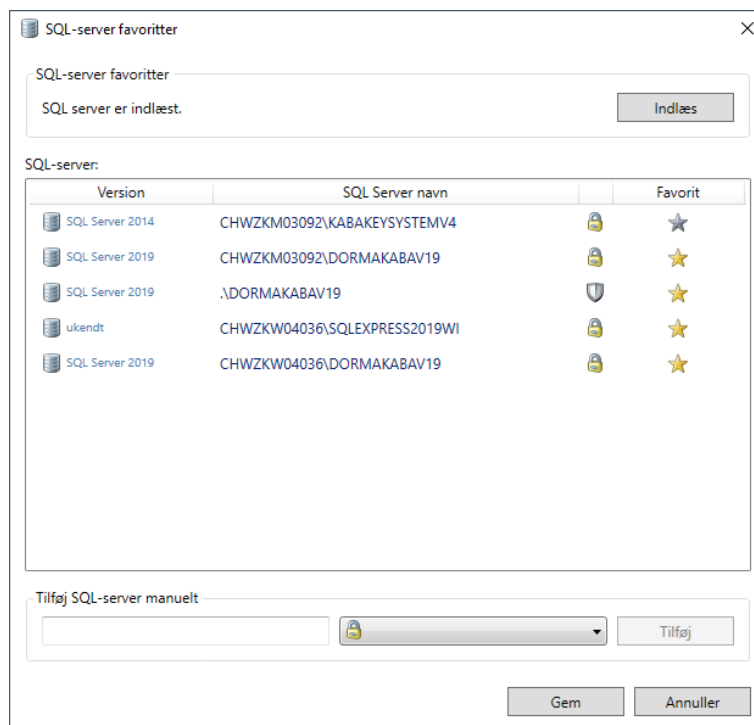 SQL-server favoritter
SQL-server favoritter
SQL server er indlæst.
Indlæs
SQL-server:
Version SQL Server navn Favorit
SQL Server 2014 CHWZKM03092\KABAKEYSYSTEMV4
SQL Server 2019 CHWZKM03092\DORMAKABAV19
SQL Server 2019 .\DORMAKABAV19
ukendt CHWZKW04036\SQLEXPRESS2019WI
SQL Server 2019 CHWZKW04036\DORMAKABAV19
Tilføj SQL-server manuelt
Tilføj
Gem Annuller